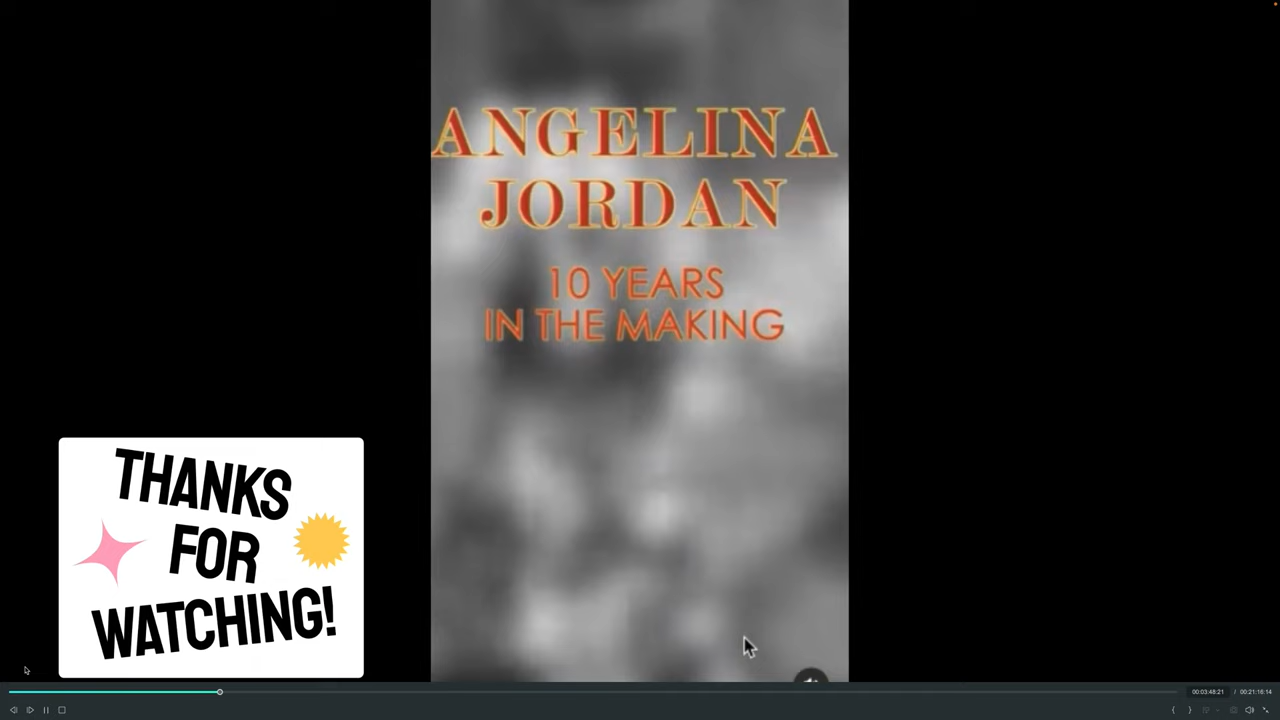 ANGELINA
JORDAN
10 YEARS
IN THE MAKING
THANKS
FOR
WATCHING!
00:03:48:21 / 00:21:16:14